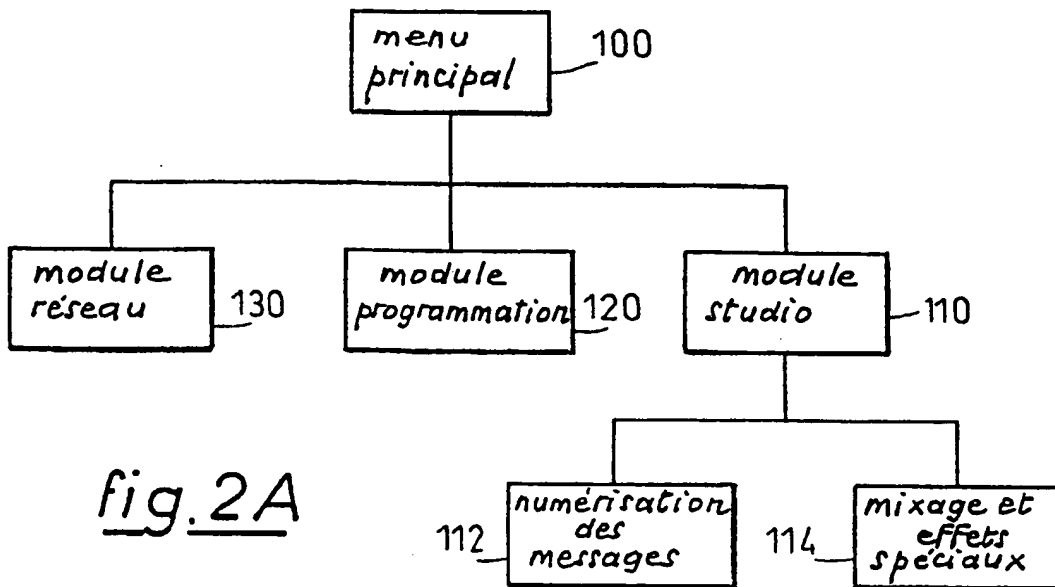 menu
principal
100
module
réseau
130
module
programmation
120
module
studio
110
fig. 2A
numérisation
des
messages
112
mixage et
effets
spéciaux
114